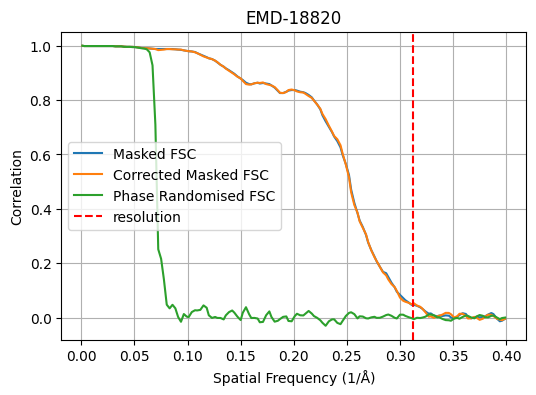 EMD-18820
1.0
0.8
0.6
0.4
0.2
0.0
Correlation
Masked FSC
Corrected Masked FSC
Phase Randomised FSC
resolution
0.00 0.05 0.10 0.15 0.20 0.25 0.30 0.35 0.40
Spatial Frequency (1/Å)